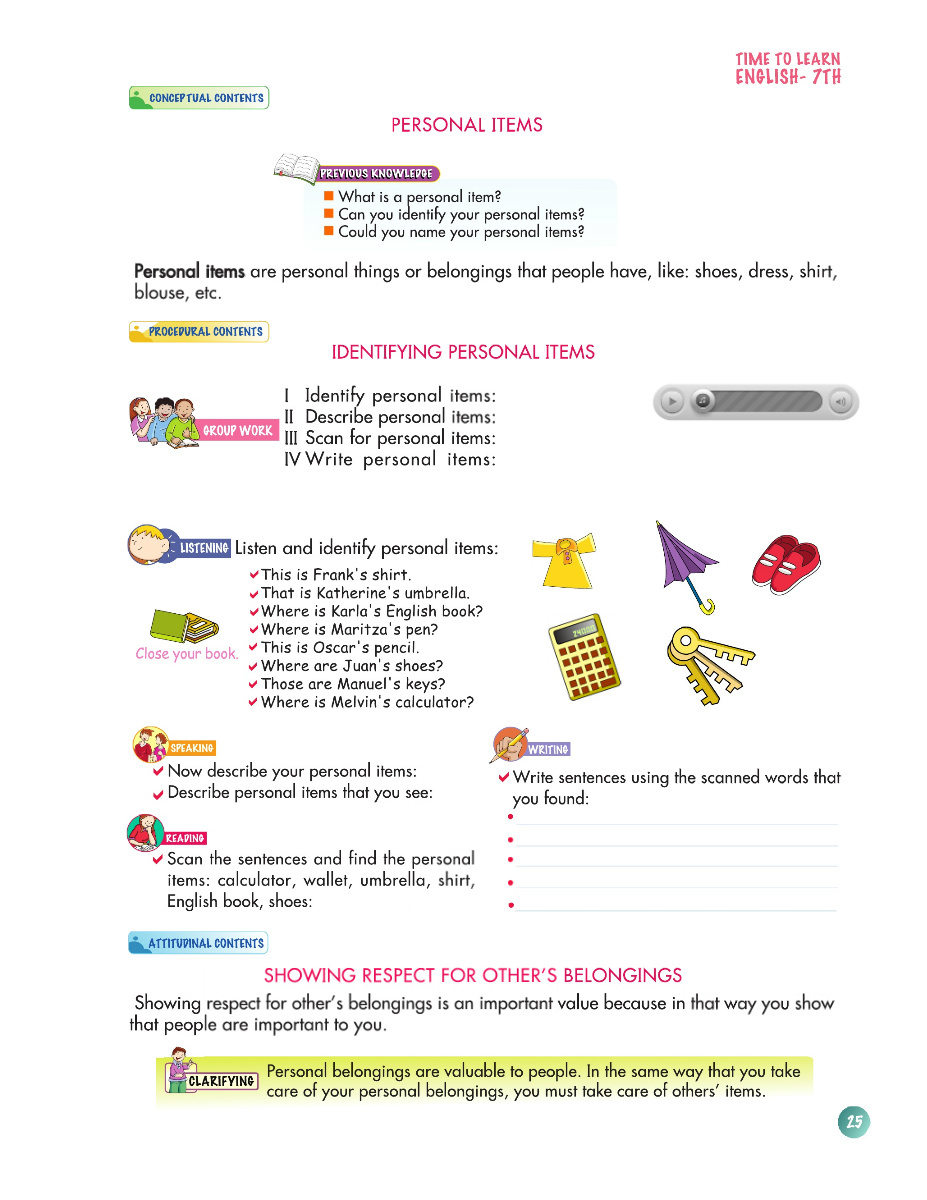 TIME TO LEARN
ENGLISH- 7TH
CONCEPTUAL CONTENTS
PERSONAL ITEMS
PREVIOUS KNOWLEDGE
What is a personal item?
Can you identify your personal items?
Could you name your personal items?
Personal items are personal things or belongings that people have, like: shoes, dress, shirt,
blouse, etc.
PROCEDURAL CONTENTS
IDENTIFYING PERSONAL ITEMS
GROUP WORK
I Identify personal items:
II Describe personal items:
III Scan for personal items:
IV Write personal items:
LISTENING
Listen and identify personal items:
This is Frank's shirt.
That is Katherine's umbrella.
Where is Karla's English book?
Where is Maritza's pen?
This is Oscar's pencil.
Where are Juan's shoes?
Those are Manuel's keys?
Where is Melvin's calculator?
Close your book.
SPEAKING
Now describe your personal items:
Describe personal items that you see:
READING
Scan the sentences and find the personal
items: calculator, wallet, umbrella, shirt,
English book, shoes:
WRITING
Write sentences using the scanned words that
you found:
ATTITUDINAL CONTENTS
SHOWING RESPECT FOR OTHER'S BELONGINGS
Showing respect for other's belongings is an important value because in that way you show
that people are important to you.
CLARIFYING
Personal belongings are valuable to people. In the same way that you take
care of your personal belongings, you must take care of others' items.
25